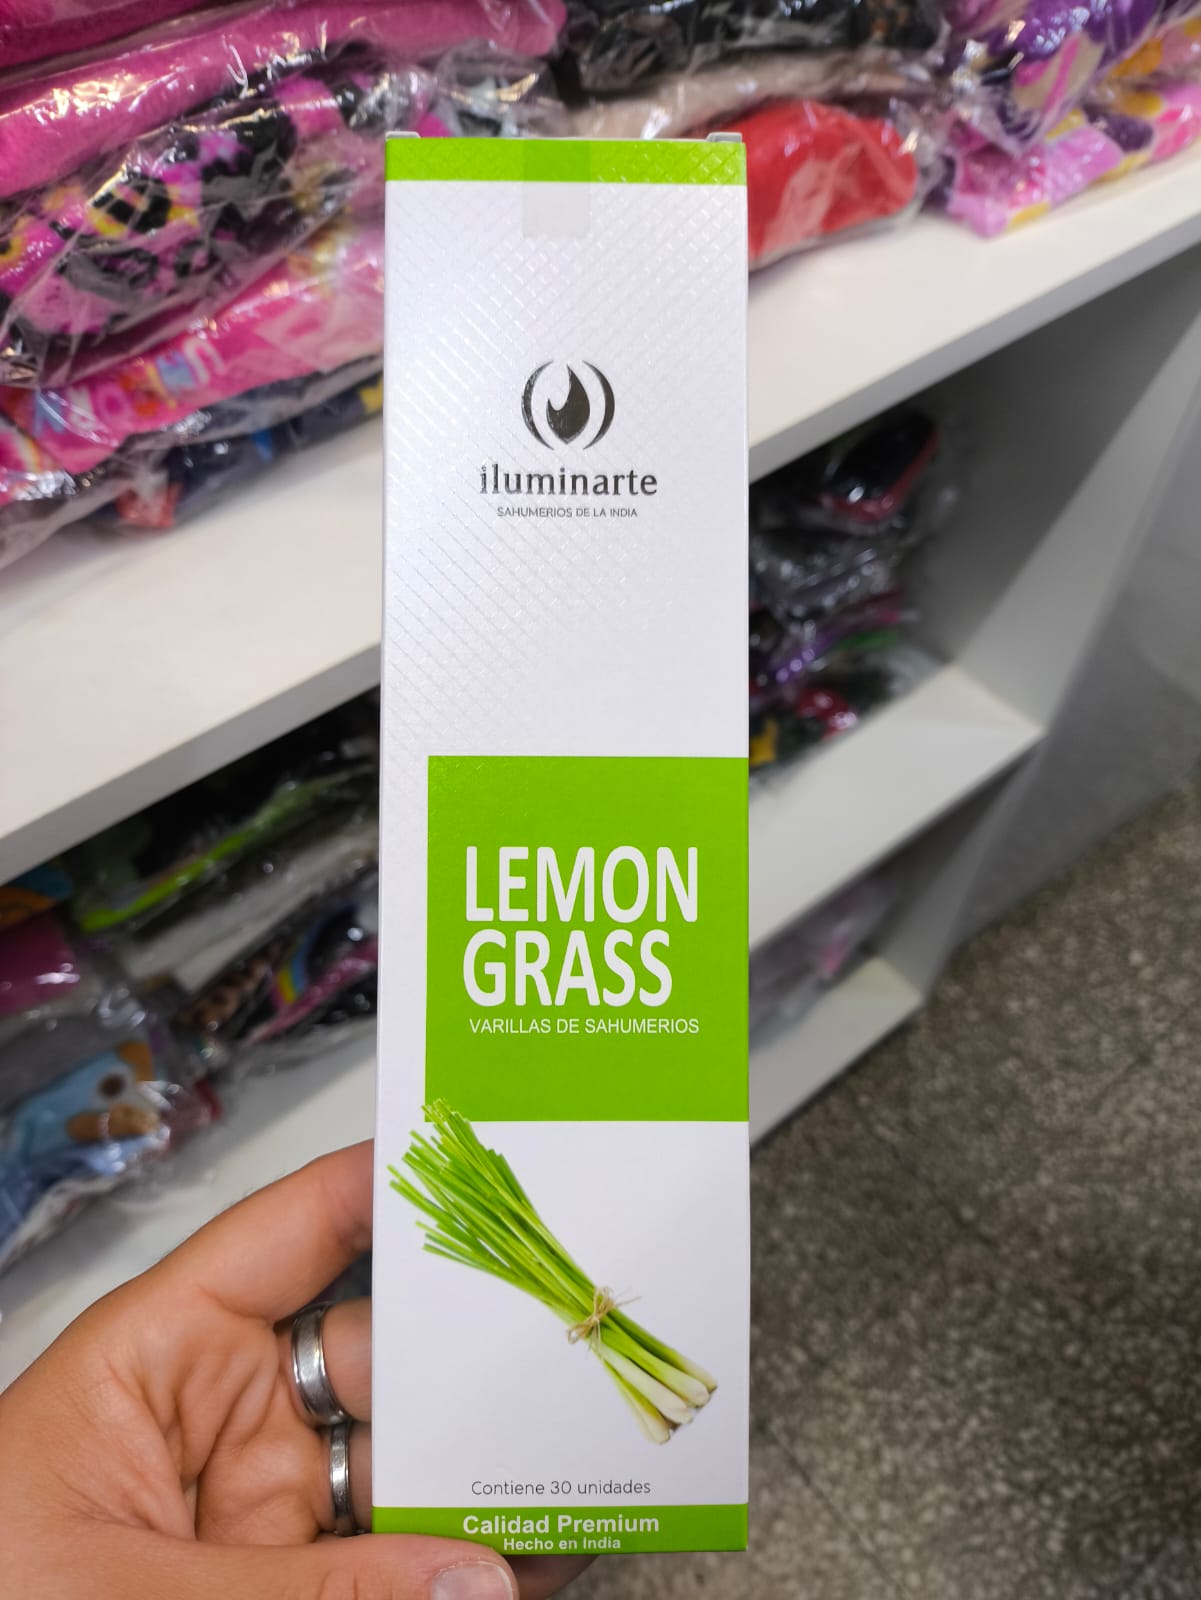 iluminarte
SAHUMERIOS DE LA INDIA
LEMON
GRASS
VARILLAS DE SAHUMERIOS
Contiene 30 unidades
Calidad Premium
Hecho en India